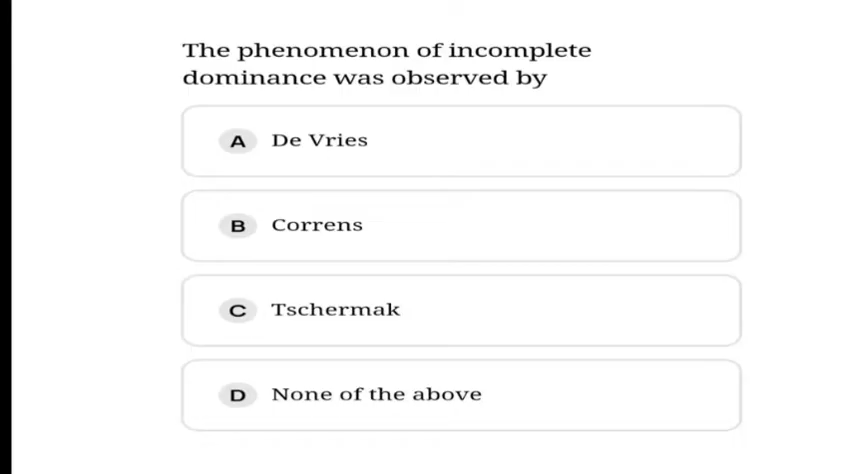 The phenomenon of incomplete
dominance was observed by
A De Vries
B Correns
C Tschermak
D None of the above